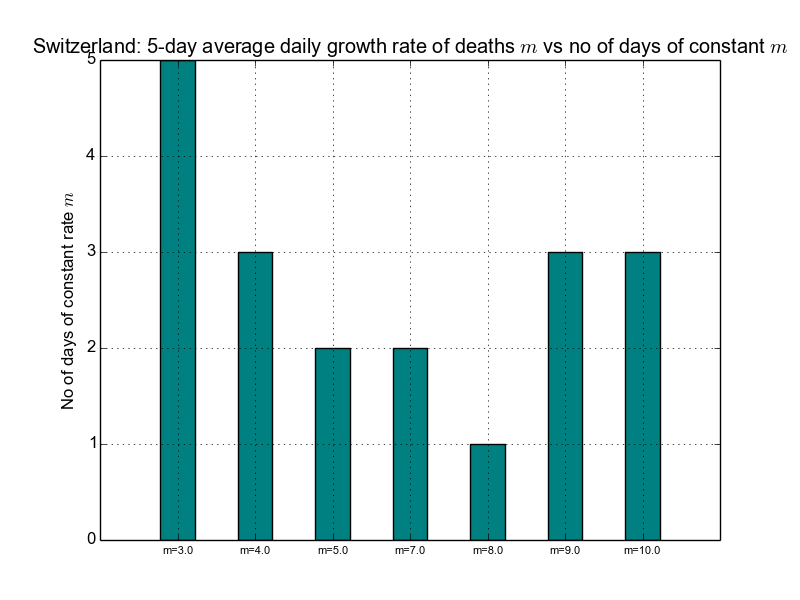 Switzerland: 5-day average daily growth rate of deaths m vs no of days of constant m
No of days of constant rate m
5
4
3
2
1
0
m=3.0 m=4.0 m=5.0 m=7.0 m=8.0 m=9.0 m=10.0